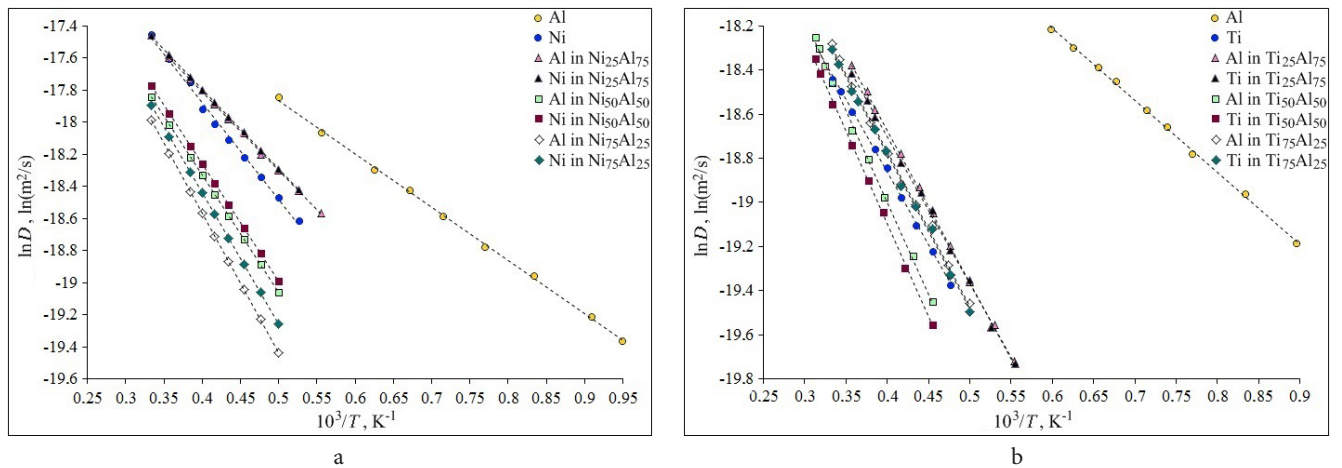 -17.4
-17.6
-17.8
-18
-18.2
-18.4
-18.6
-18.8
-19
-19.2
-19.4
-19.6
lnD , ln(m²/s)
0.25 0.3 0.35 0.4 0.45 0.5 0.55 0.6 0.65 0.7 0.75 0.8 0.85 0.9 0.95
10³/T , K⁻¹
Al
Ni
Al in Ni₂₅Al₇₅
Ni in Ni₂₅Al₇₅
Al in Ni₅₀Al₅₀
Ni in Ni₅₀Al₅₀
Al in Ni₇₅Al₂₅
Ni in Ni₇₅Al₂₅
a
-18.2
-18.4
-18.6
-18.8
-19
-19.2
-19.4
-19.6
-19.8
lnD , ln(m²/s)
0.25 0.3 0.35 0.4 0.45 0.5 0.55 0.6 0.65 0.7 0.75 0.8 0.85 0.9
10³/T , K⁻¹
Al
Ti
Al in Ti₂₅Al₇₅
Ti in Ti₂₅Al₇₅
Al in Ti₅₀Al₅₀
Ti in Ti₅₀Al₅₀
Al in Ti₇₅Al₂₅
Ti in Ti₇₅Al₂₅
b